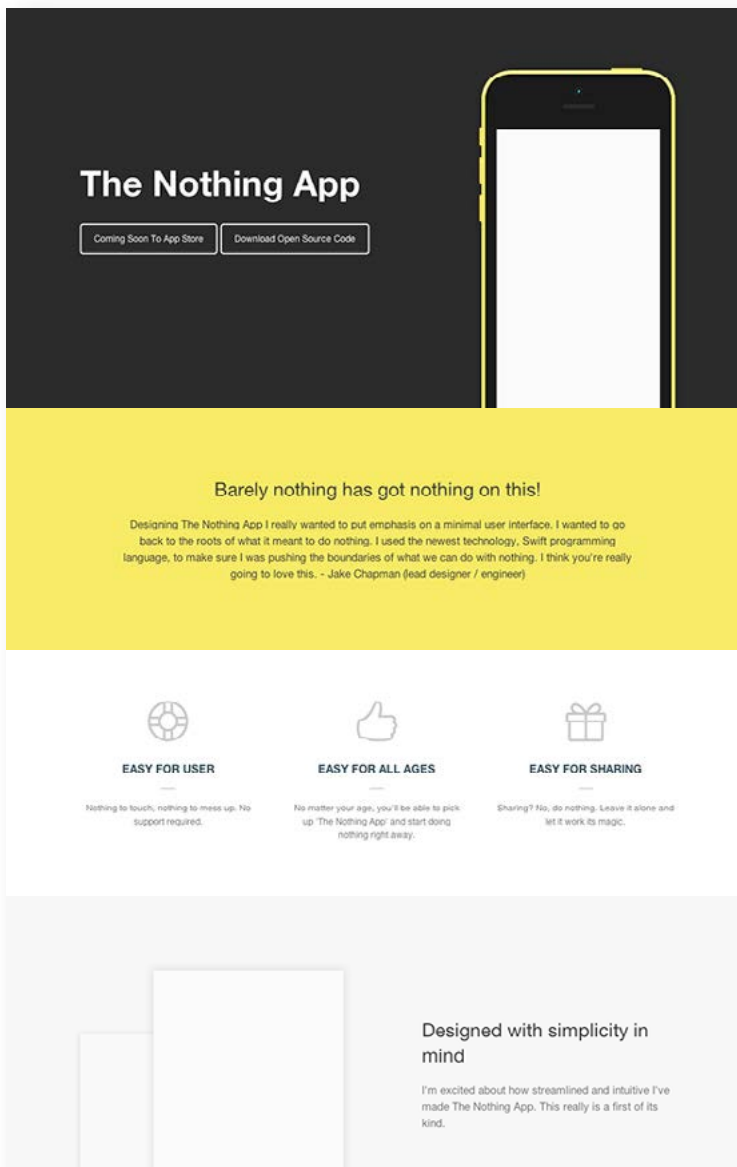 The Nothing App
Coming Soon To App Store
Download Open Source Code
Barely nothing has got nothing on this!
Designing The Nothing App I really wanted to put emphasis on a minimal user interface. I wanted to go
back to the roots of what it meant to do nothing. I used the newest technology, Swift programming
language, to make sure I was pushing the boundaries of what we can do with nothing. I think you're really
going to love this. - Jake Chapman (lead designer / engineer)
EASY FOR USER
Nothing to touch, nothing to mess up. No
support required.
EASY FOR ALL AGES
No matter your age, you'll be able to pick
up 'The Nothing App' and start doing
nothing right away.
EASY FOR SHARING
Sharing? No, do nothing. Leave it alone and
let it work its magic.
Designed with simplicity in
mind
I'm excited about how streamlined and intuitive I've
made The Nothing App. This really is a first of its
kind.